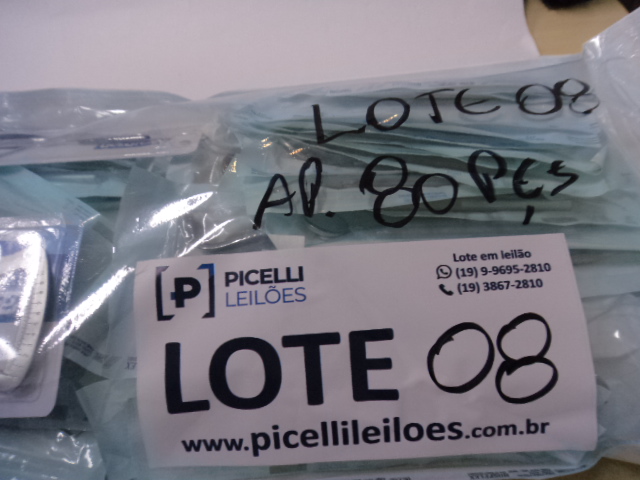 LOTE 08
AP. 80 PÇS
[P] PICELLI
LEILÕES
Lote em leilão
(19) 9-9695-2810
(19) 3867-2810
LOTE 08
www.picellileiloes.com.br